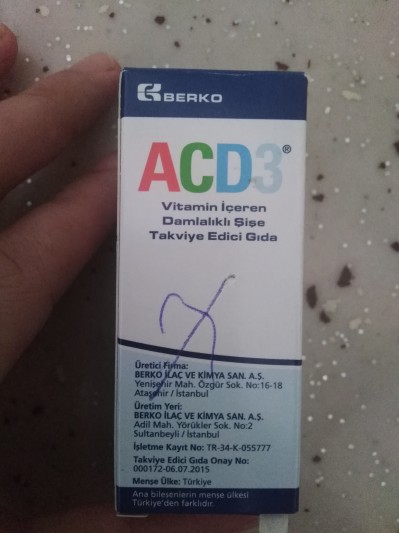 BERKO
ACD3®
Vitamin İçeren
Damlalıklı Şişe
Takviye Edici Gıda
Üretici Firma:
BERKO İLAÇ VE KİMYA SAN. A.S.
Yenişehir Mah. Özgür Sok. No:16-18
Ataşehir / İstanbul
Üretim Yeri:
BERKO İLAÇ VE KİMYA SAN. A.S.
Adil Mah. Yörükler Sok. No:2
Sultanbeyli / İstanbul
İşletme Kayıt No: TR-34-K-055777
Takviye Edici Gıda Onay No:
000172-06.07.2015
Menşe Ülke: Türkiye
Ana bileşenlerin menşe ülkesi
Türkiye'den farklıdır.